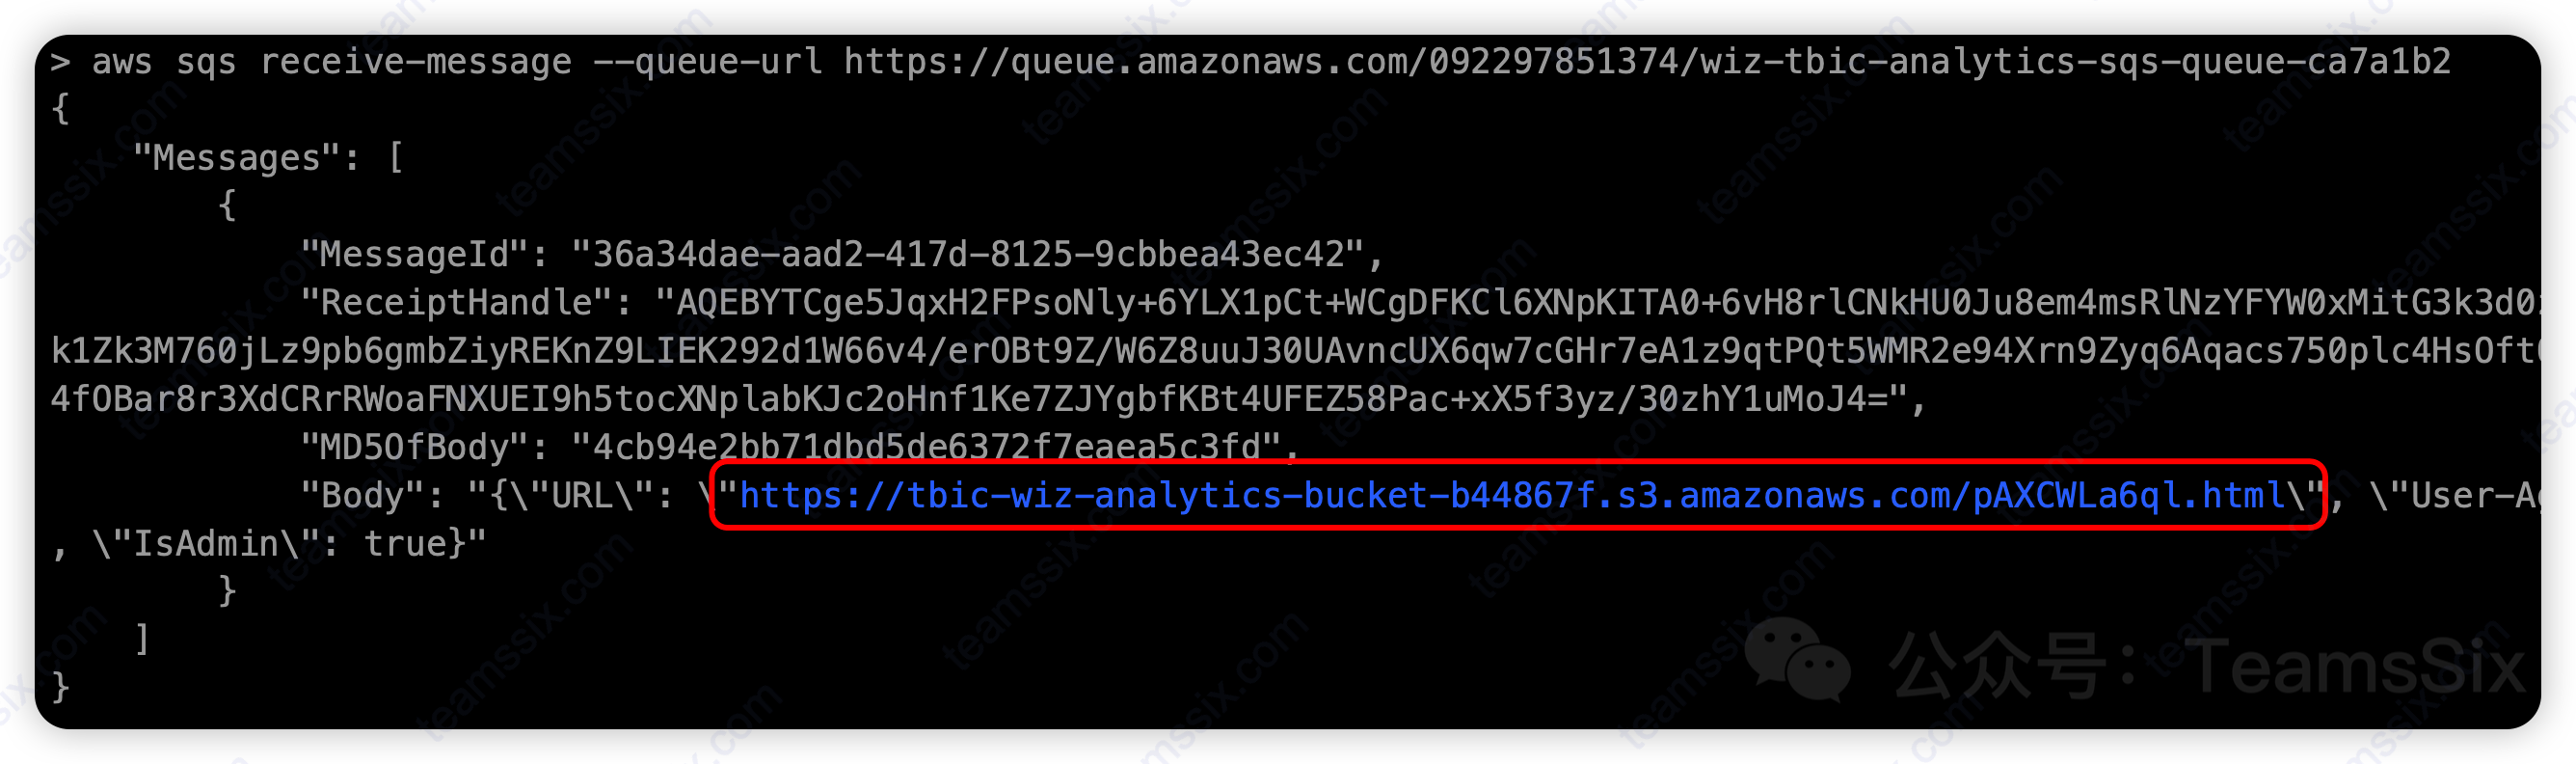 > aws sqs receive-message --queue-url https://queue.amazonaws.com/092297851374/wiz-tbic-analytics-sqs-queue-ca7a1b2
{
"Messages": [
{
"MessageId": "36a34dae-aad2-417d-8125-9cbbea43ec42",
"ReceiptHandle": "AQEBYTCge5JqxH2FPsoNly+6YLX1pCt+WCgDFKCl6XNpKITA0+6vH8rlCNkHU0Ju8em4msRlNzYFYW0xMitG3k3d0
k1Zk3M760jLz9pb6gmbZiyREKnZ9LIEK292d1W66v4/erOBt9Z/W6Z8uuJ30UAvncUX6qw7cGHr7eA1z9qtPQt5WMR2e94Xrn9Zyq6Aqacs750plc4HsOft
4fOBar8r3XdCRrRWoaFNXUEI9h5tocXNplabKJc2oHnf1Ke7ZJYgbfKBt4UFEZ58Pac+xX5f3yz/30zhY1uMoJ4=",
"MD5OfBody": "4cb94e2bb71dbd5de6372f7eaea5c3fd",
"Body": "{\"URL\": \"https://tbic-wiz-analytics-bucket-b44867f.s3.amazonaws.com/pAXCWLa6ql.html\", \"User-A
, \"IsAdmin\": true}"
}
]
}
公众号：TeamsSix
teamssix.com